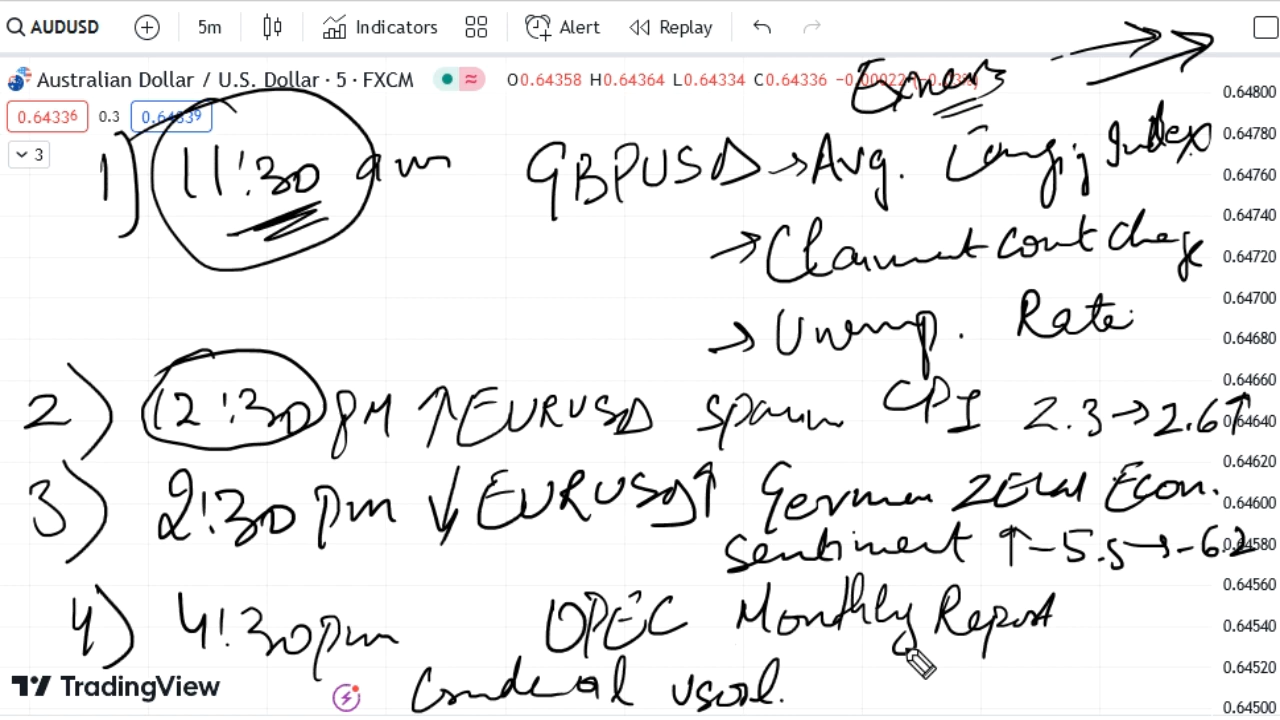 AUDUSD 5m Indicators Alert Replay
Australian Dollar / U.S. Dollar · 5 · FXCM O0.64358 H0.64364 L0.64334 C0.64336
0.64336 0.3 0.64339
3
0.64800
0.64780
0.64760
0.64740
0.64720
0.64700
0.64680
0.64660
0.64640
0.64620
0.64600
0.64580
0.64560
0.64540
0.64520
0.64500
1) 11:30 am GBPUSD → Avg. Index
→ Claimant Count Change
→ Unemp. Rate
2) 12:30 PM ↑ EURUSD CPI 2.3→2.6↑
3) 2:30 pm ↓ EURUSD↑ German ZEW Econ.
Sentiment ↑ -5.5→-6.2
4) 4:30pm OPEC Monthly Report
usoil.
TradingView